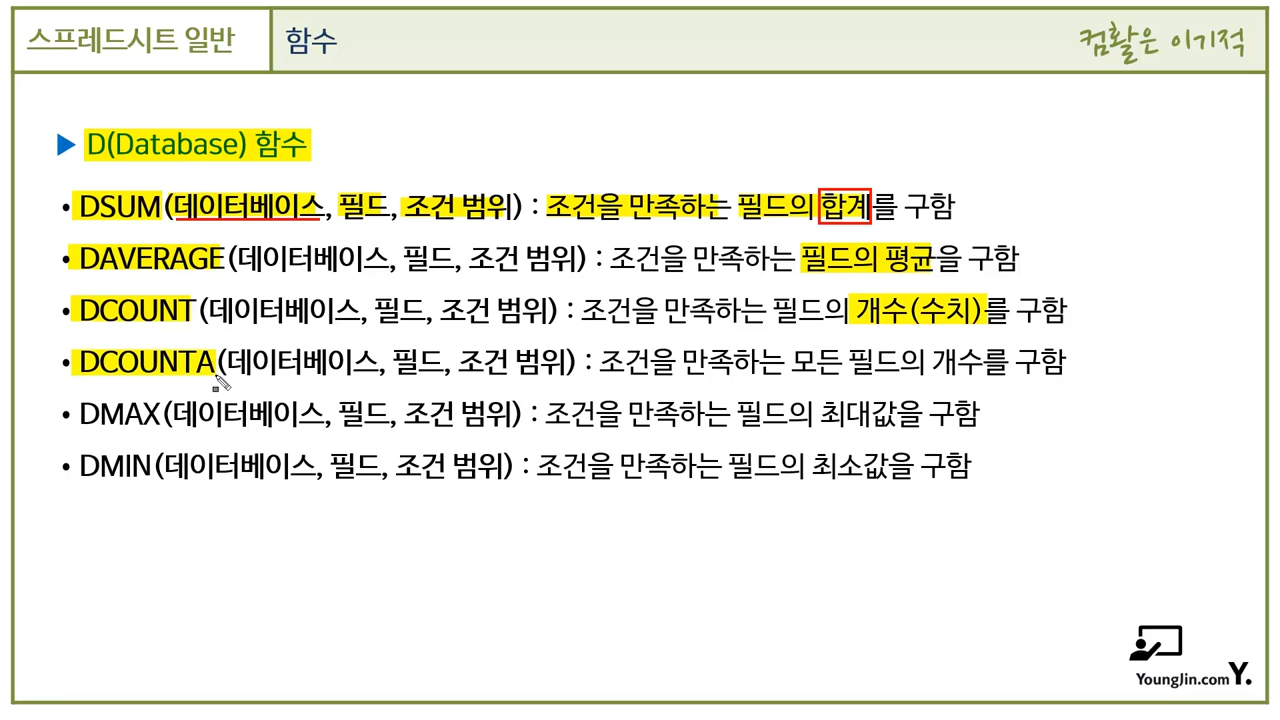 스프레드시트 일반
함수
컴활은 이기적
▶ D(Database) 함수
• DSUM(데이터베이스, 필드, 조건 범위) : 조건을 만족하는 필드의 합계를 구함
• DAVERAGE(데이터베이스, 필드, 조건 범위) : 조건을 만족하는 필드의 평균을 구함
• DCOUNT(데이터베이스, 필드, 조건 범위) : 조건을 만족하는 필드의 개수(수치)를 구함
• DCOUNTA(데이터베이스, 필드, 조건 범위) : 조건을 만족하는 모든 필드의 개수를 구함
• DMAX(데이터베이스, 필드, 조건 범위) : 조건을 만족하는 필드의 최대값을 구함
• DMIN(데이터베이스, 필드, 조건 범위) : 조건을 만족하는 필드의 최소값을 구함
YoungJin.com Y.